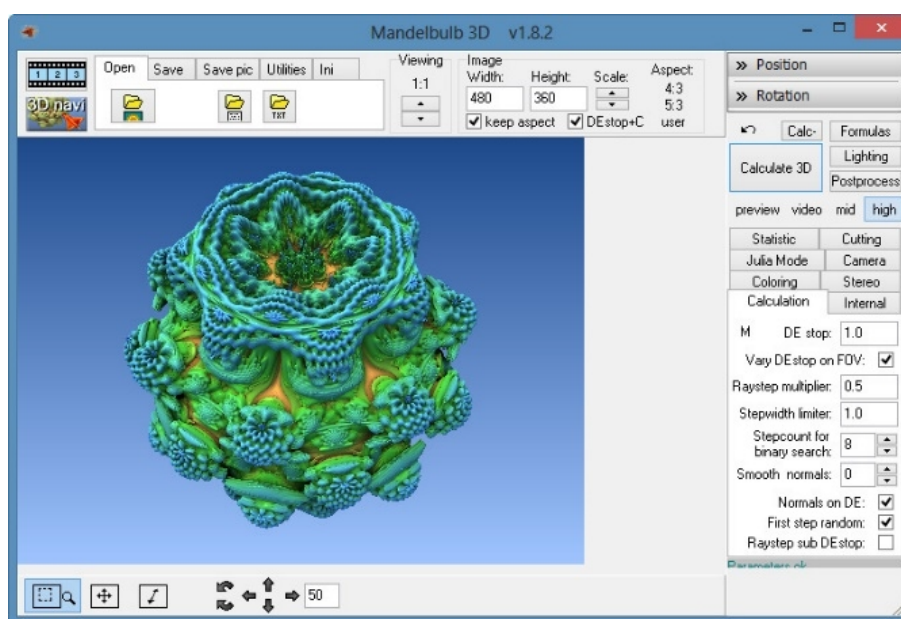 Mandelbulb 3D v1.8.2
1 2 3
3D navi
Open Save Save pic Utilities Ini
TXT
Viewing
1:1
Image
Width: Height: Scale: Aspect:
480 360 4:3
5:3
keep aspect DEstop+C user
» Position
» Rotation
Calc- Formulas
Calculate 3D Lighting
Postprocess
preview video mid high
Statistic Cutting
Julia Mode Camera
Coloring Stereo
Calculation Internal
M DE stop: 1.0
Vary DEstop on FOV:
Raystep multiplier: 0.5
Stepwidth limiter: 1.0
Stepcount for
binary search: 8
Smooth normals: 0
Normals on DE:
First step random:
Raystep sub DEstop:
Parameters ok
50